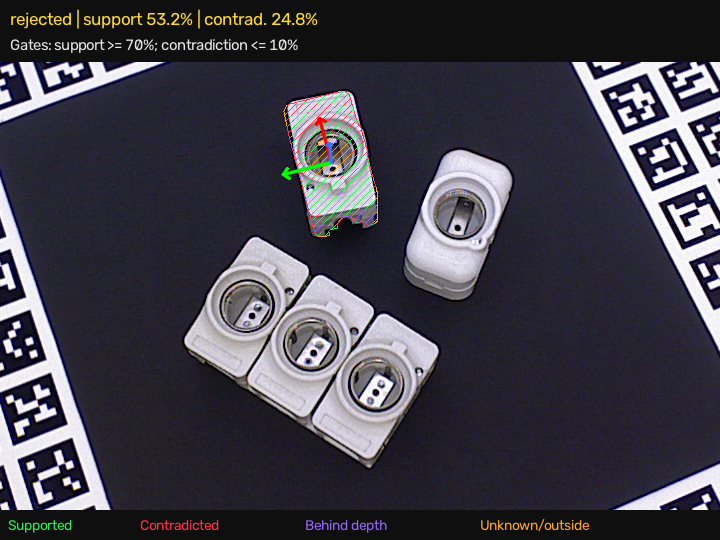 rejected | support 53.2% | contrad. 24.8%
Gates: support >= 70%; contradiction <= 10%
Supported
Contradicted
Behind depth
Unknown/outside